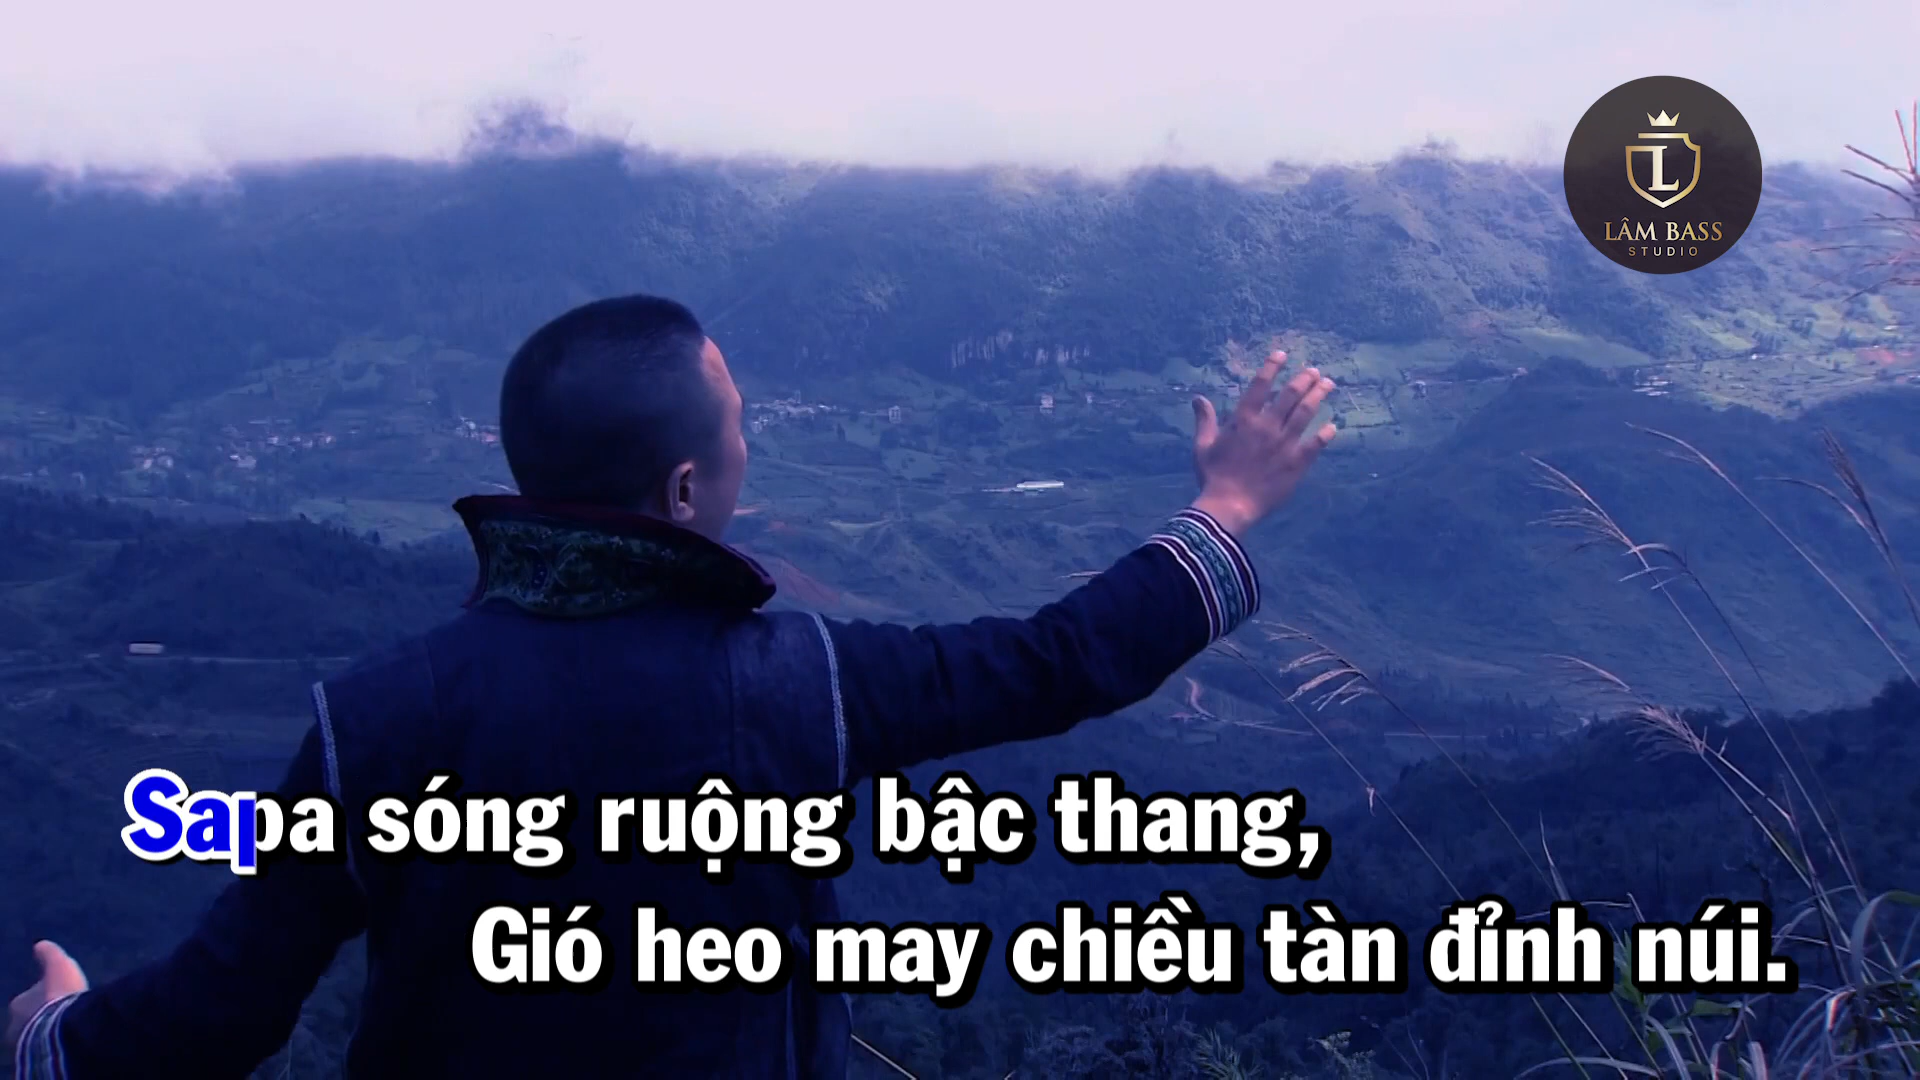 L
LÂM BASS
STUDIO
Sapa sóng ruộng bậc thang,
Gió heo may chiều tàn đỉnh núi.